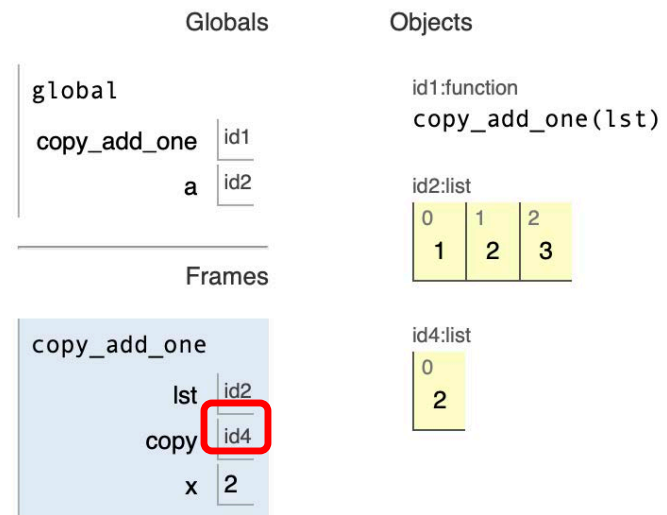 Globals
global
copy_add_one id1
a id2
Frames
copy_add_one
lst id2
copy id4
x 2
Objects
id1:function
copy_add_one(lst)
id2:list
0 1 2
1 2 3
id4:list
0
2